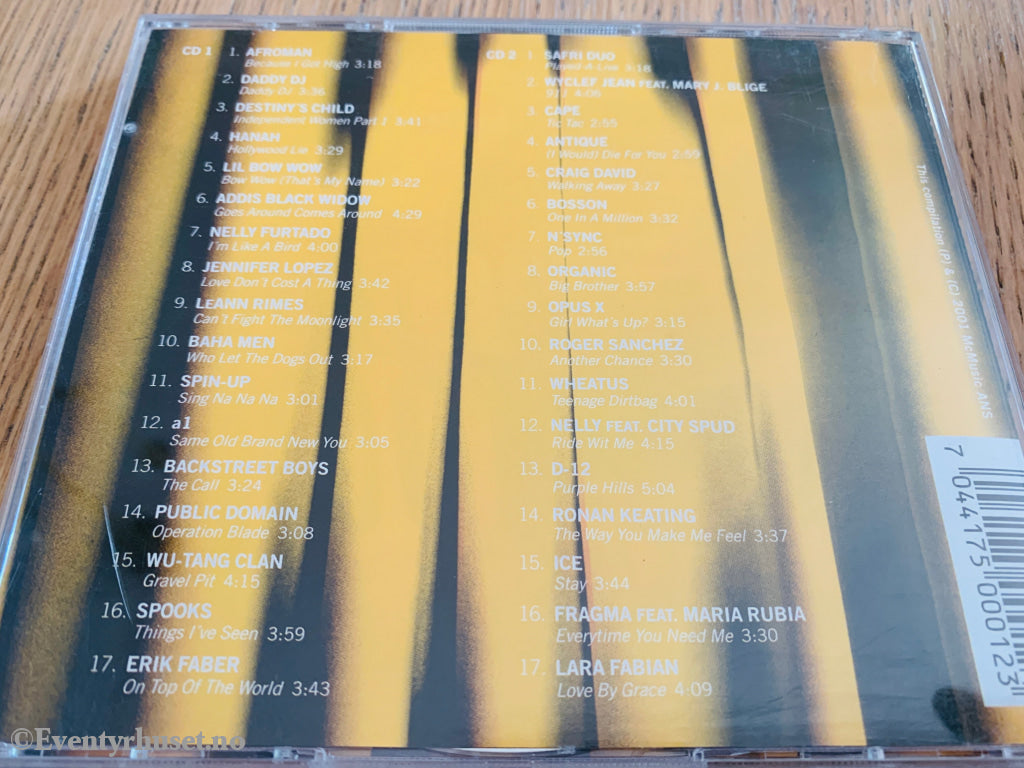 CD 1
1. AFROMAN
Because I Got High 3:18
2. DADDY DJ
Daddy DJ 3:36
3. DESTINY'S CHILD
Independent Women Part 1 3:41
4. HANAH
Hollywood Lie 3:29
5. LIL BOW WOW
Bow Wow (That's My Name) 3:22
6. ADDIS BLACK WIDOW
Goes Around Comes Around 4:29
7. NELLY FURTADO
I'm Like A Bird 4:00
8. JENNIFER LOPEZ
Love Don't Cost A Thing 3:42
9. LEANN RIMES
Can't Fight The Moonlight 3:35
10. BAHA MEN
Who Let The Dogs Out 3:17
11. SPIN-UP
Sing Na Na Na 3:01
12. a1
Same Old Brand New You 3:05
13. BACKSTREET BOYS
The Call 3:24
14. PUBLIC DOMAIN
Operation Blade 3:08
15. WU-TANG CLAN
Gravel Pit 4:15
16. SPOOKS
Things I've Seen 3:59
17. ERIK FABER
On Top Of The World 3:43
CD 2
1 SAFRI DUO
Played-A-Live 3:18
2. WYCLEF JEAN FEAT. MARY J. BLIGE
911 4:06
3. CAPE
Tic Tac 2:55
4. ANTIQUE
(I Would) Die For You 2:59
5. CRAIG DAVID
Walking Away 3:27
6. BOSSON
One In A Million 3:32
7. N'SYNC
Pop 2:56
8. ORGANIC
Big Brother 3:57
9. OPUS X
Girl What's Up? 3:15
10. ROGER SANCHEZ
Another Chance 3:30
11. WHEATUS
Teenage Dirtbag 4:01
12. NELLY FEAT. CITY SPUD
Ride Wit Me 4:15
13. D-12
Purple Hills 5:04
14. RONAN KEATING
The Way You Make Me Feel 3:37
15. ICE
Stay 3:44
16. FRAGMA FEAT. MARIA RUBIA
Everytime You Need Me 3:30
17. LARA FABIAN
Love By Grace 4:09
This compilation (P) & (C) 2001 McMusic ANS
7 044175 000123
©Eventyrhuset.no